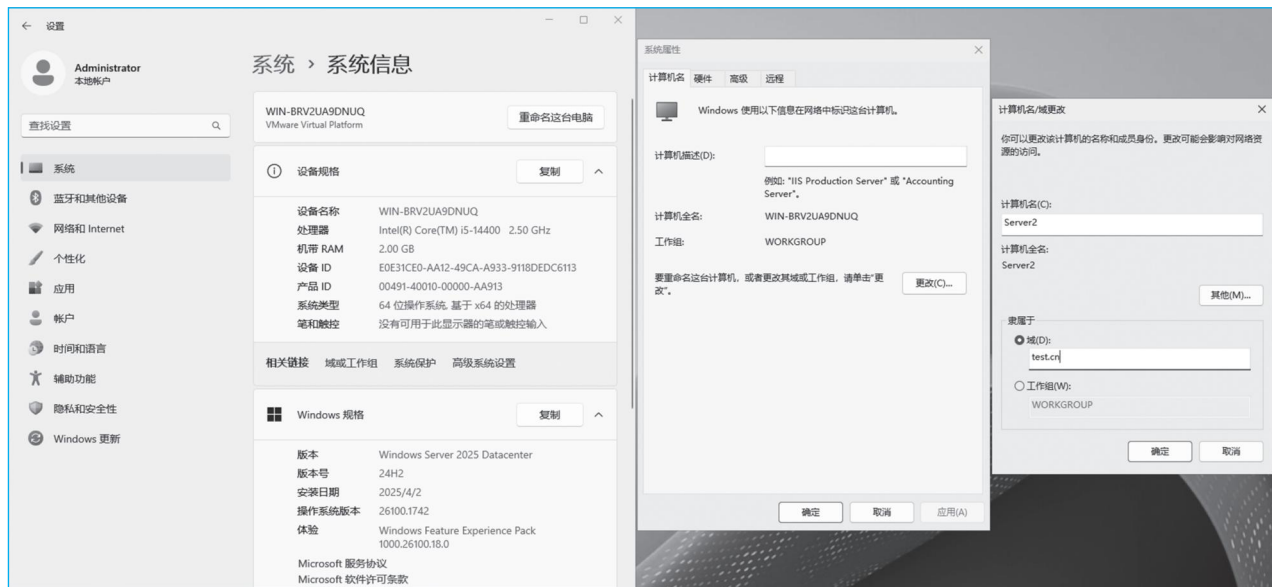 设置
Administrator
本地帐户
查找设置
系统
蓝牙和其他设备
网络和 Internet
个性化
应用
帐户
时间和语言
辅助功能
隐私和安全性
Windows 更新
系统 › 系统信息
WIN-BRV2UA9DNUQ
VMware Virtual Platform
重命名这台电脑
设备规格
复制
设备名称 WIN-BRV2UA9DNUQ
处理器 Intel(R) Core(TM) i5-14400 2.50 GHz
机带 RAM 2.00 GB
设备 ID E0E31CE0-AA12-49CA-A933-9118DEDC6113
产品 ID 00491-40010-00000-AA913
系统类型 64 位操作系统, 基于 x64 的处理器
笔和触控 没有可用于此显示器的笔或触控输入
相关链接 域或工作组 系统保护 高级系统设置
Windows 规格
复制
版本 Windows Server 2025 Datacenter
版本号 24H2
安装日期 2025/4/2
操作系统版本 26100.1742
体验 Windows Feature Experience Pack
1000.26100.18.0
Microsoft 服务协议
Microsoft 软件许可条款
系统属性
计算机名 硬件 高级 远程
Windows 使用以下信息在网络中标识这台计算机。
计算机描述(D):
例如: "IIS Production Server" 或 "Accounting
Server"。
计算机全名: WIN-BRV2UA9DNUQ
工作组: WORKGROUP
要重命名这台计算机，或者更改其域或工作组，请单击"更
改"。
更改(C)...
确定 取消 应用(A)
计算机名/域更改
你可以更改该计算机的名称和成员身份。更改可能会影响对网络资
源的访问。
计算机名(C):
Server2
计算机全名:
Server2
其他(M)...
隶属于
域(D):
test.cn
工作组(W):
WORKGROUP
确定 取消